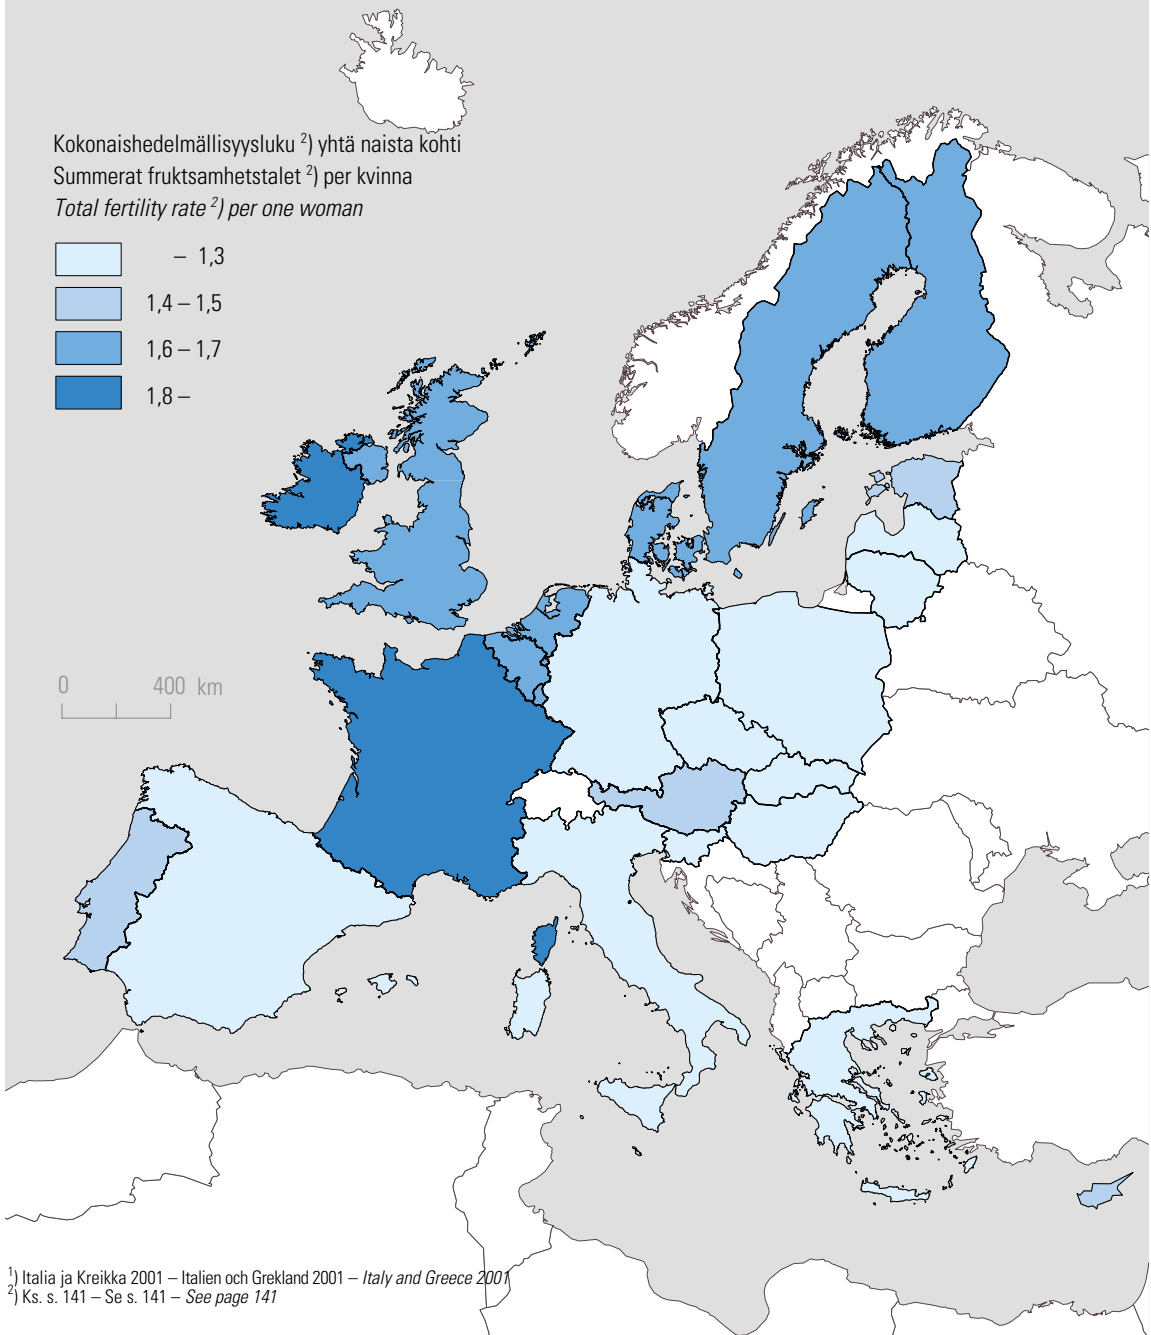 Kokonaishedelmällisyysluku ²) yhtä naista kohti
Summerat fruktsamhetstalet ²) per kvinna
Total fertility rate ²) per one woman
– 1,3
1,4 – 1,5
1,6 – 1,7
1,8 –
0 400 km
¹) Italia ja Kreikka 2001 – Italien och Grekland 2001 – Italy and Greece 2001
²) Ks. s. 141 – Se s. 141 – See page 141